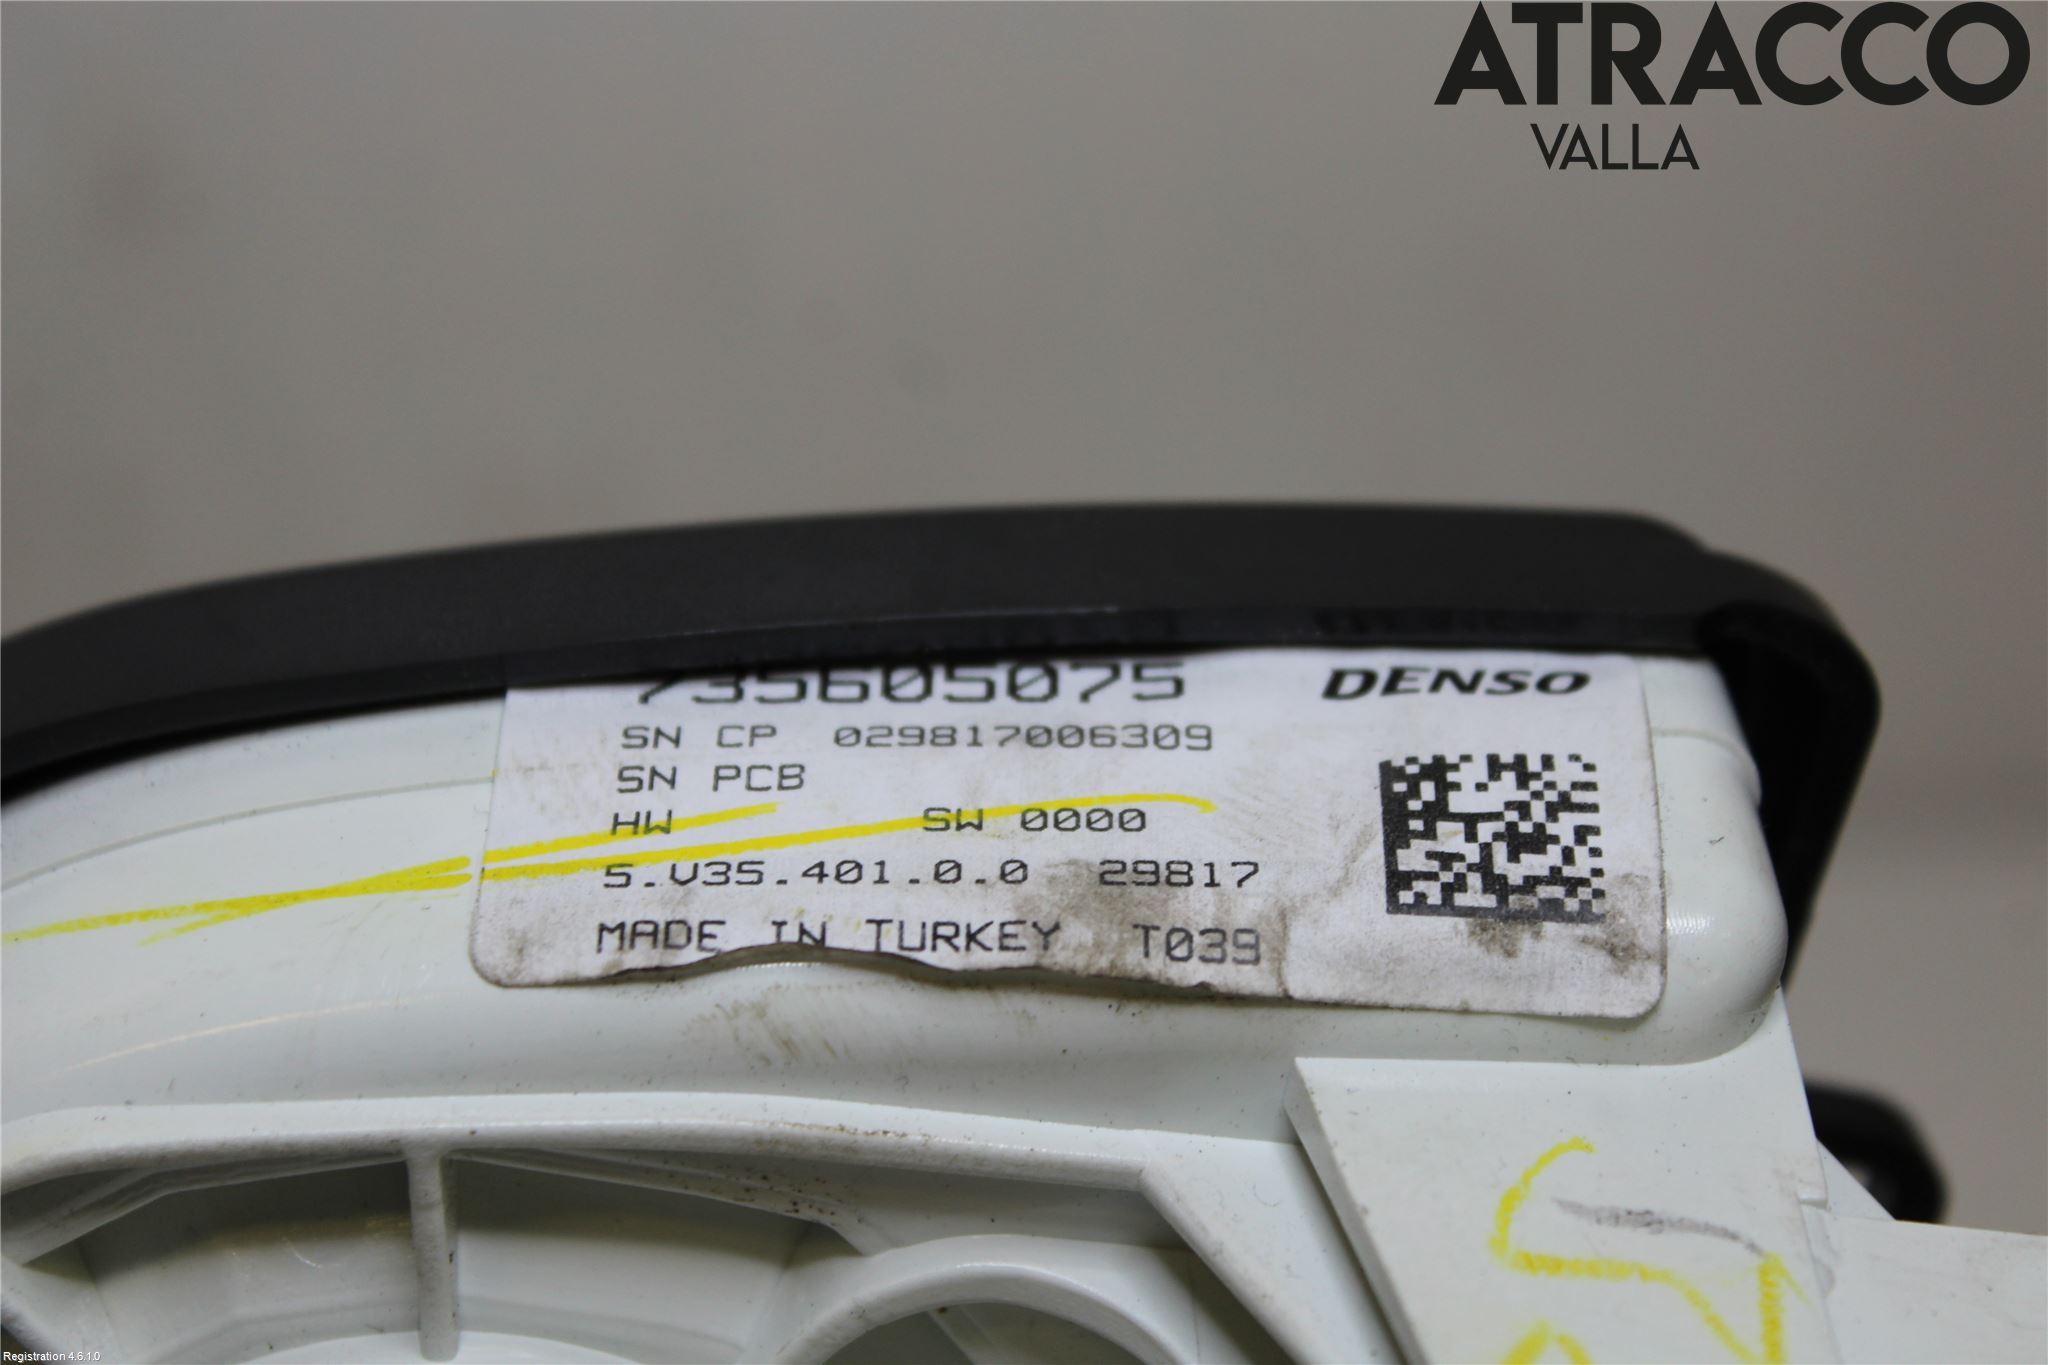 ATRACCO
VALLA
735605075 DENSO
SN CP 029817006309
SN PCB
HW SW 0000
5.V35.401.0.0 29817
MADE IN TURKEY T039
Registration 4.6.1.0